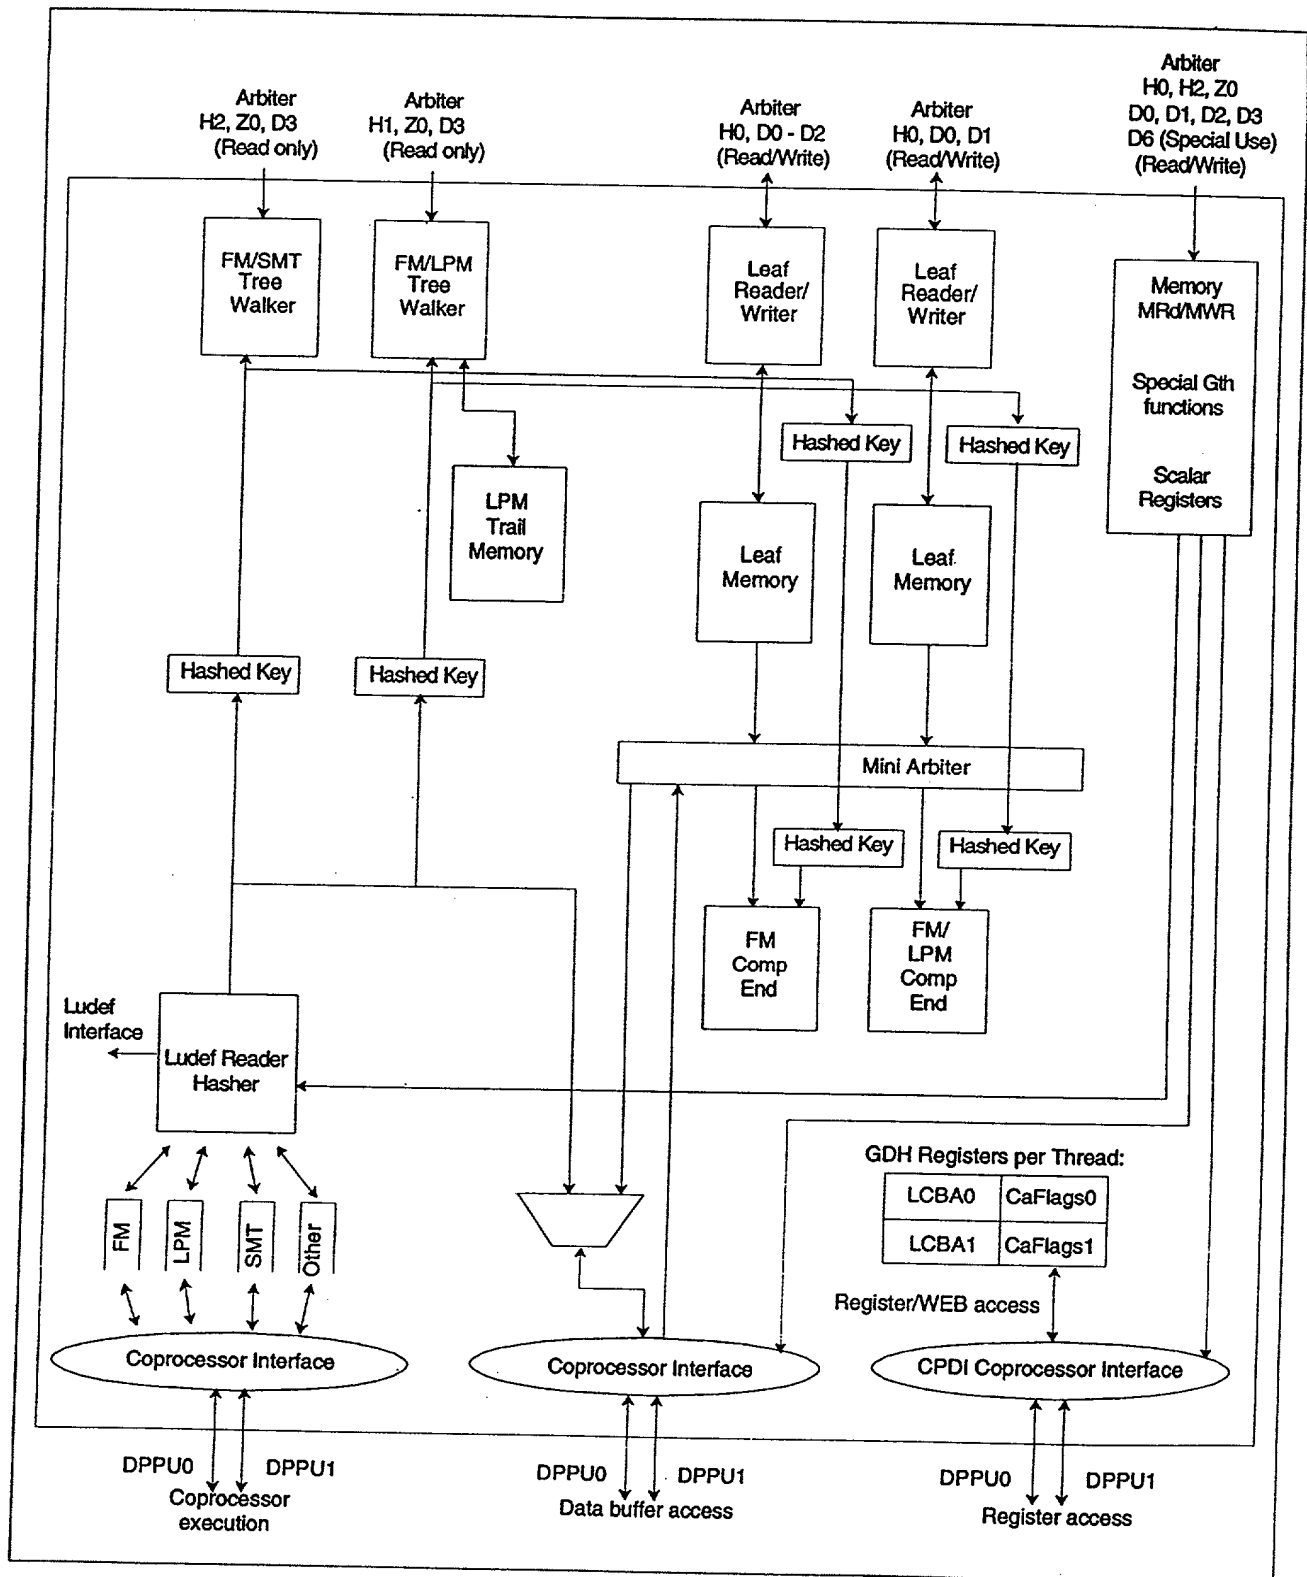 Arbiter
H2, Z0, D3
(Read only)
Arbiter
H1, Z0, D3
(Read only)
Arbiter
H0, D0 - D2
(Read/Write)
Arbiter
H0, D0, D1
(Read/Write)
Arbiter
H0, H2, Z0
D0, D1, D2, D3
D6 (Special Use)
(Read/Write)
FM/SMT
Tree
Walker
FM/LPM
Tree
Walker
Leaf
Reader/
Writer
Leaf
Reader/
Writer
Memory
MRd/MWR
Special Gth
functions
Scalar
Registers
Hashed Key
Hashed Key
LPM
Trail
Memory
Leaf
Memory
Leaf
Memory
Hashed Key
Hashed Key
Mini Arbiter
Hashed Key
Hashed Key
FM
Comp
End
FM/
LPM
Comp
End
Ludef
Interface
Ludef Reader
Hasher
GDH Registers per Thread:
LCBA0 CaFlags0
LCBA1 CaFlags1
FM
LPM
SMT
Other
Register/WEB access
Coprocessor Interface
Coprocessor Interface
CPDI Coprocessor Interface
DPPU0 DPPU1
Coprocessor
execution
DPPU0 DPPU1
Data buffer access
DPPU0 DPPU1
Register access